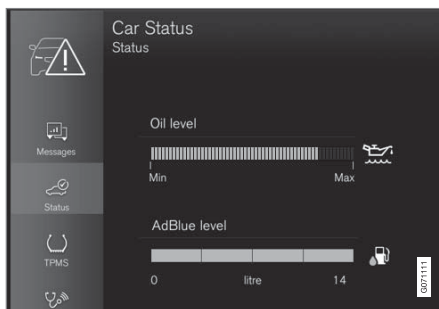 Car Status
Status
Messages
Status
TPMS
Oil level
Min Max
AdBlue level
0 litre 14
G071111